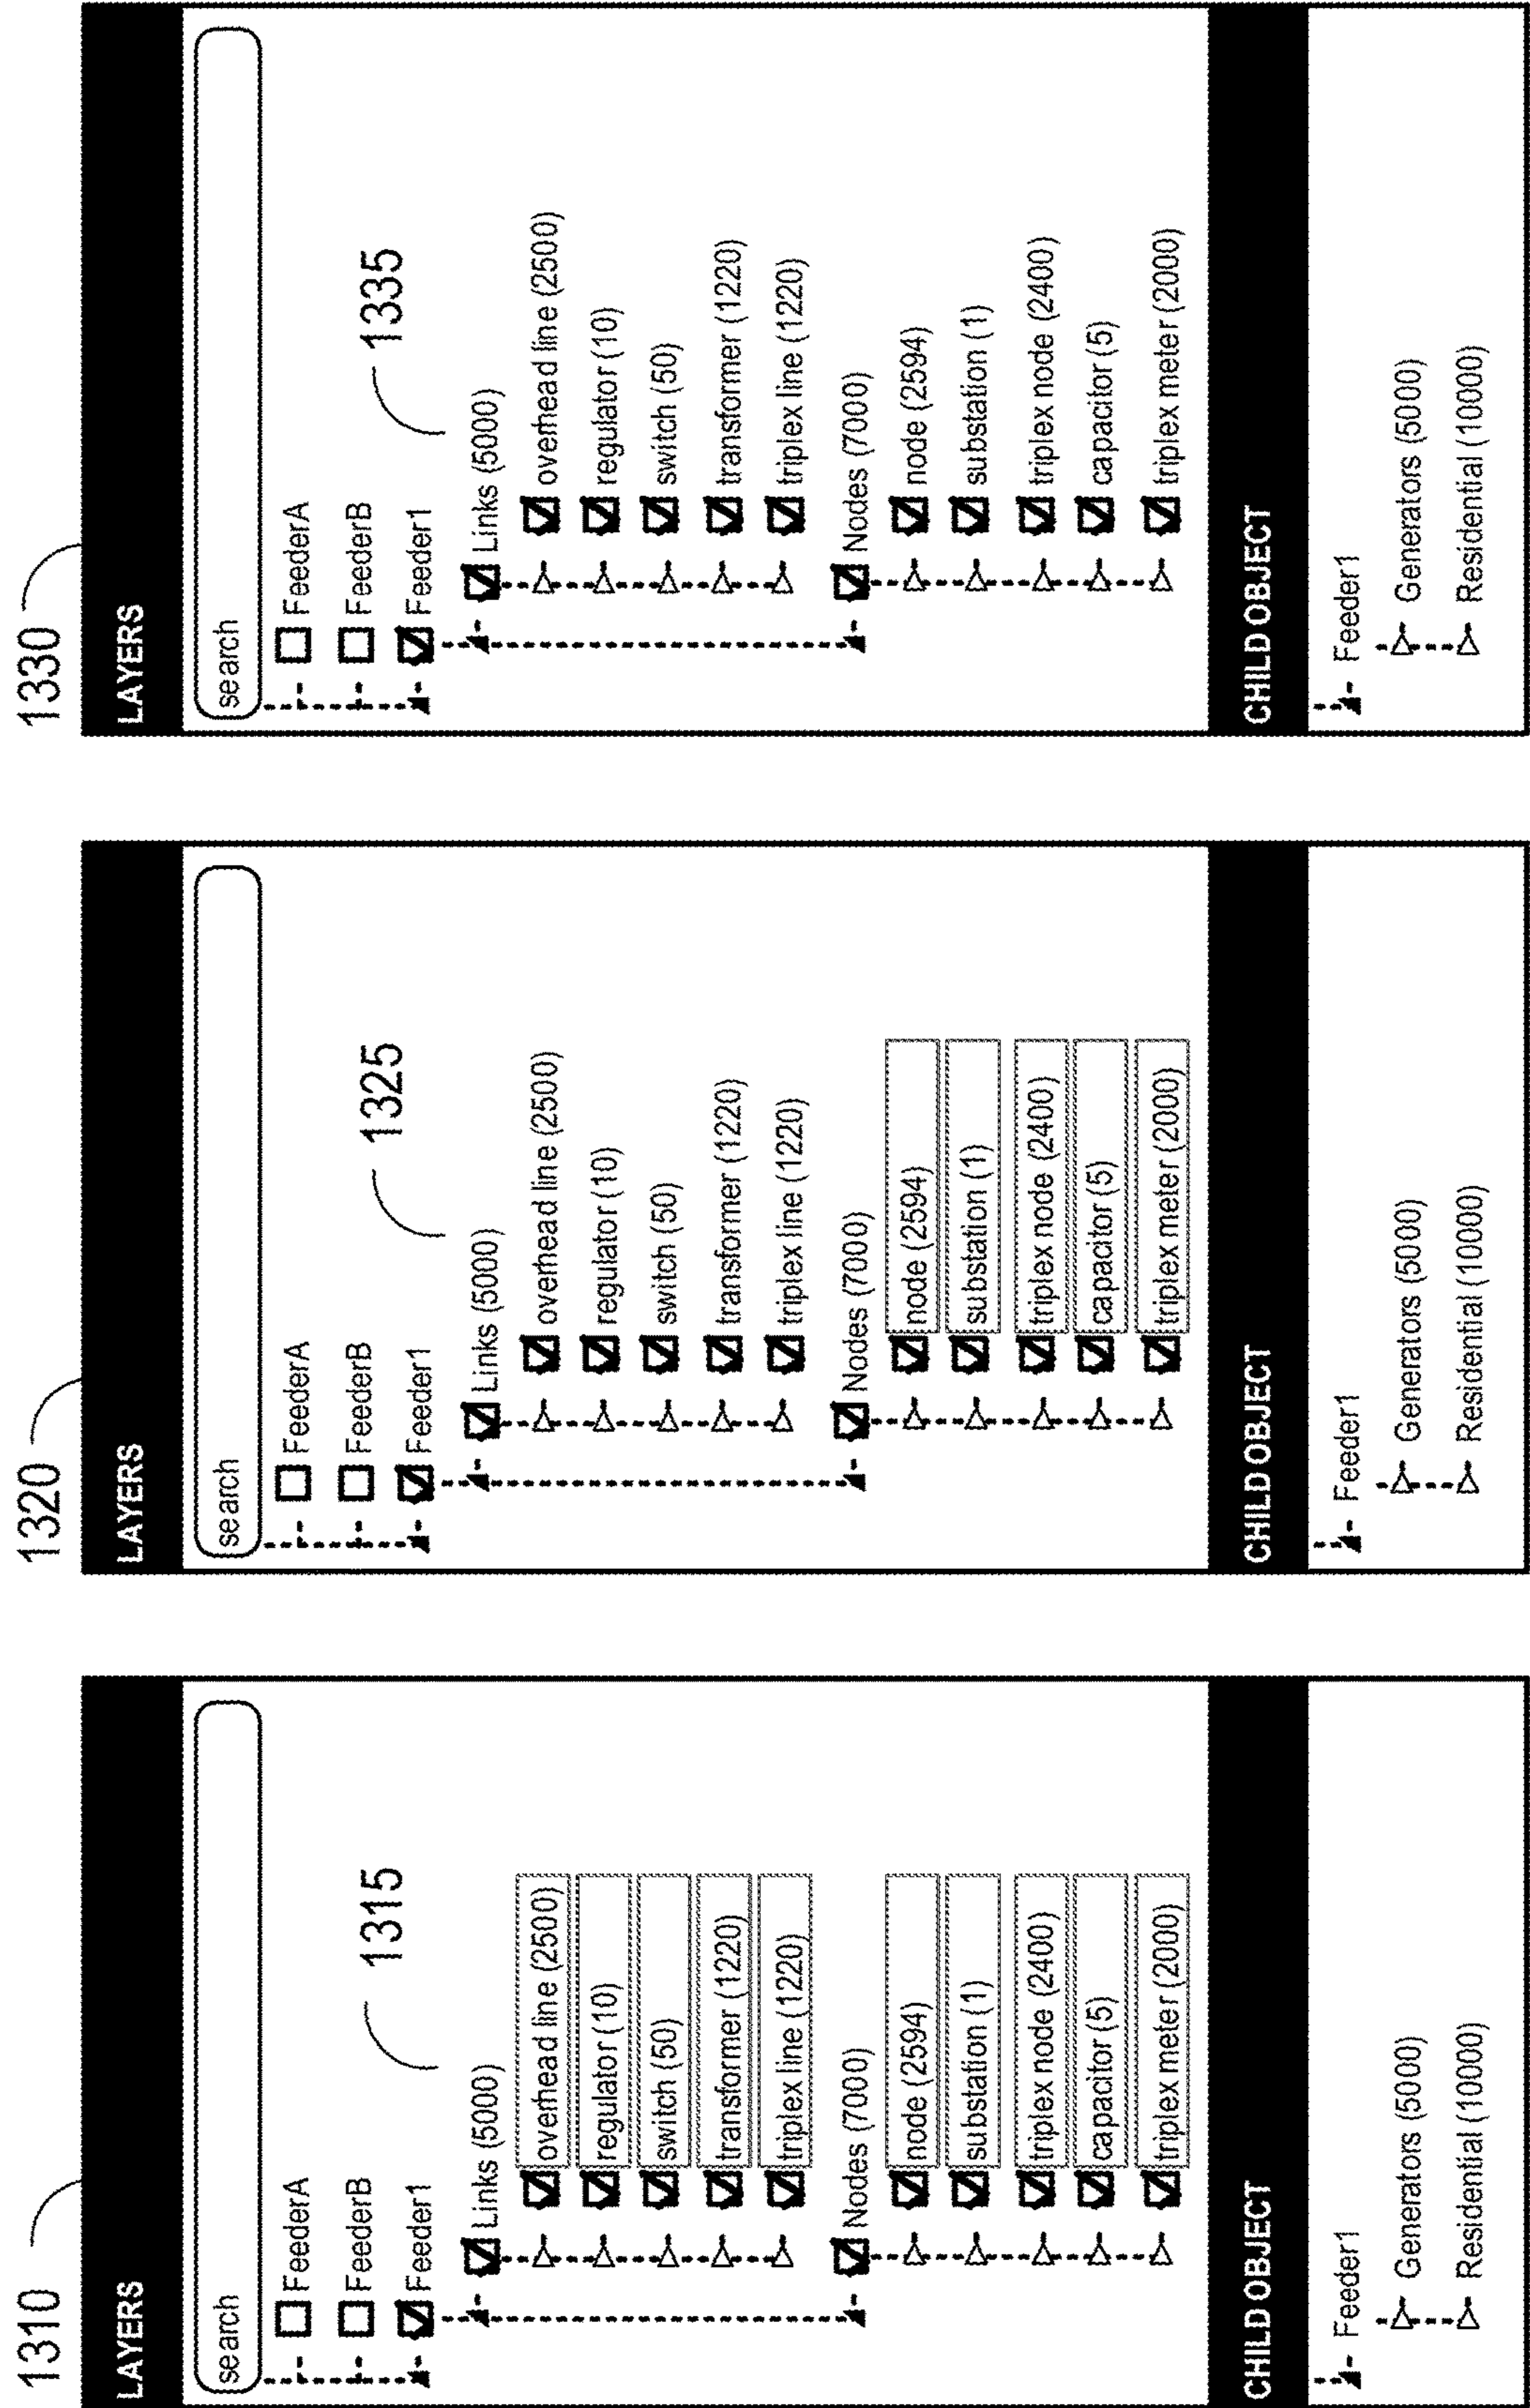 1310
LAYERS
search
FeederA
FeederB
Feeder1
1315
Links (5000)
overhead line (2500)
regulator (10)
switch (50)
transformer (1220)
triplex line (1220)
Nodes (7000)
node (2594)
substation (1)
triplex node (2400)
capacitor (5)
triplex meter (2000)
CHILD OBJECT
Feeder1
Generators (5000)
Residential (10000)
1320
LAYERS
search
FeederA
FeederB
Feeder1
1325
Links (5000)
overhead line (2500)
regulator (10)
switch (50)
transformer (1220)
triplex line (1220)
Nodes (7000)
node (2594)
substation (1)
triplex node (2400)
capacitor (5)
triplex meter (2000)
CHILD OBJECT
Feeder1
Generators (5000)
Residential (10000)
1330
LAYERS
search
FeederA
FeederB
Feeder1
1335
Links (5000)
overhead line (2500)
regulator (10)
switch (50)
transformer (1220)
triplex line (1220)
Nodes (7000)
node (2594)
substation (1)
triplex node (2400)
capacitor (5)
triplex meter (2000)
CHILD OBJECT
Feeder1
Generators (5000)
Residential (10000)